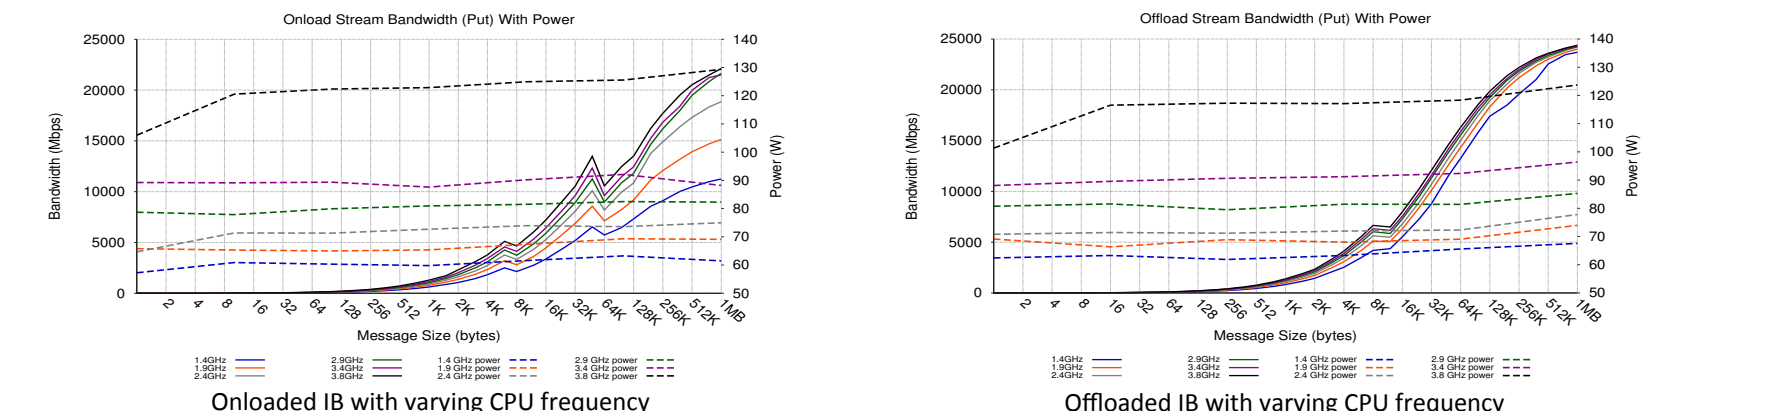 Onload Stream Bandwidth (Put) With Power
25000
20000
15000
10000
5000
0
Bandwidth (Mbps)
140
130
120
110
100
90
80
70
60
50
Power (W)
2 4 8 16 32 64 128 256 512 1K 2K 4K 8K 16K 32K 64K 128K 256K 512K 1MB
Message Size (bytes)
1.4GHz 2.9GHz 1.4 GHz power 2.9 GHz power
1.9GHz 3.4GHz 1.9 GHz power 3.4 GHz power
2.4GHz 3.8GHz 2.4 GHz power 3.8 GHz power
Onloaded IB with varying CPU frequency
Offload Stream Bandwidth (Put) With Power
25000
20000
15000
10000
5000
0
Bandwidth (Mbps)
140
130
120
110
100
90
80
70
60
50
Power (W)
2 4 8 16 32 64 128 256 512 1K 2K 4K 8K 16K 32K 64K 128K 256K 512K 1MB
Message Size (bytes)
1.4GHz 2.9GHz 1.4 GHz power 2.9 GHz power
1.9GHz 3.4GHz 1.9 GHz power 3.4 GHz power
2.4GHz 3.8GHz 2.4 GHz power 3.8 GHz power
Offloaded IB with varying CPU frequency